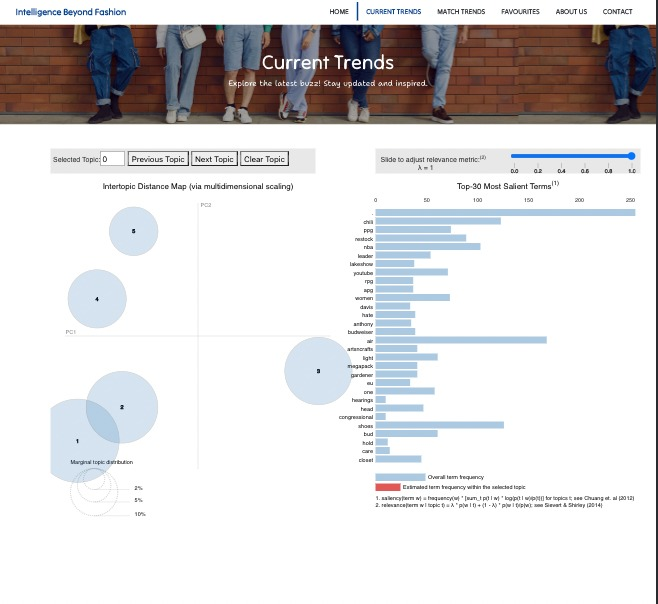 Intelligence Beyond Fashion
HOME CURRENT TRENDS MATCH TRENDS FAVOURITES ABOUT US CONTACT
Current Trends
Explore the latest buzz! Stay updated and inspired.
Selected Topic: 0 Previous Topic Next Topic Clear Topic
Slide to adjust relevance metric:(2)
λ = 1
0.0 0.2 0.4 0.6 0.8 1.0
Intertopic Distance Map (via multidimensional scaling)
PC2
PC1
5
4
3
2
1
Marginal topic distribution
2%
5%
10%
Top-30 Most Salient Terms(1)
0 50 100 150 200 250
.
chili
ppg
restock
nba
leader
lakeshow
youtube
rpg
apg
women
davis
hate
anthony
budweiser
air
artsncrafts
light
megapack
gardener
eu
one
hearings
head
congressional
shoes
bud
hold
care
closet
Overall term frequency
Estimated term frequency within the selected topic
1. saliency(term w) = frequency(w) * [sum_t p(t | w) * log(p(t | w)/p(t))] for topics t; see Chuang et. al (2012)
2. relevance(term w | topic t) = λ * p(w | t) + (1 - λ) * p(w | t)/p(w); see Sievert & Shirley (2014)